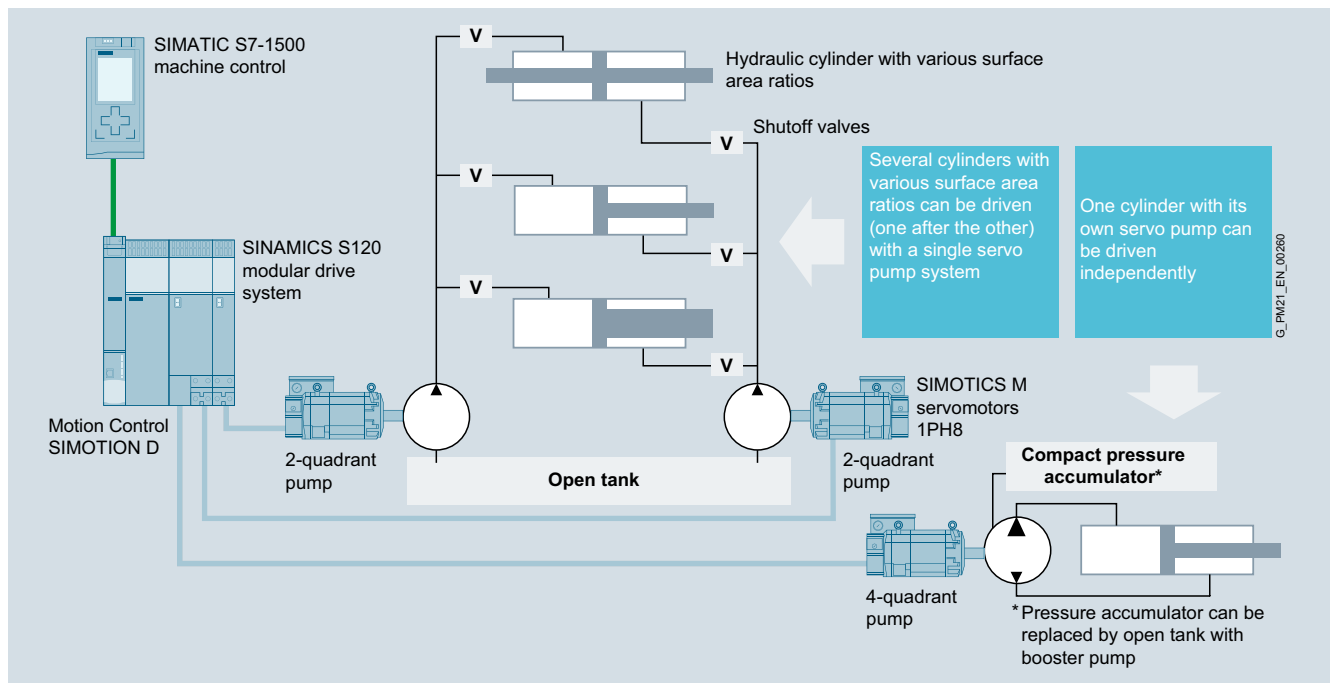 SIMATIC S7-1500
machine control
V
Hydraulic cylinder with various surface
area ratios
Shutoff valves
V
V
V
V
V
Several cylinders with
various surface area
ratios can be driven
(one after the other)
with a single servo
pump system
One cylinder with its
own servo pump can
be driven
independently
G_PM21_EN_00260
SINAMICS S120
modular drive
system
Motion Control
SIMOTION D
2-quadrant
pump
Open tank
SIMOTICS M
servomotors
1PH8
2-quadrant
pump
Compact pressure
accumulator*
4-quadrant
pump
*Pressure accumulator can be
replaced by open tank with
booster pump